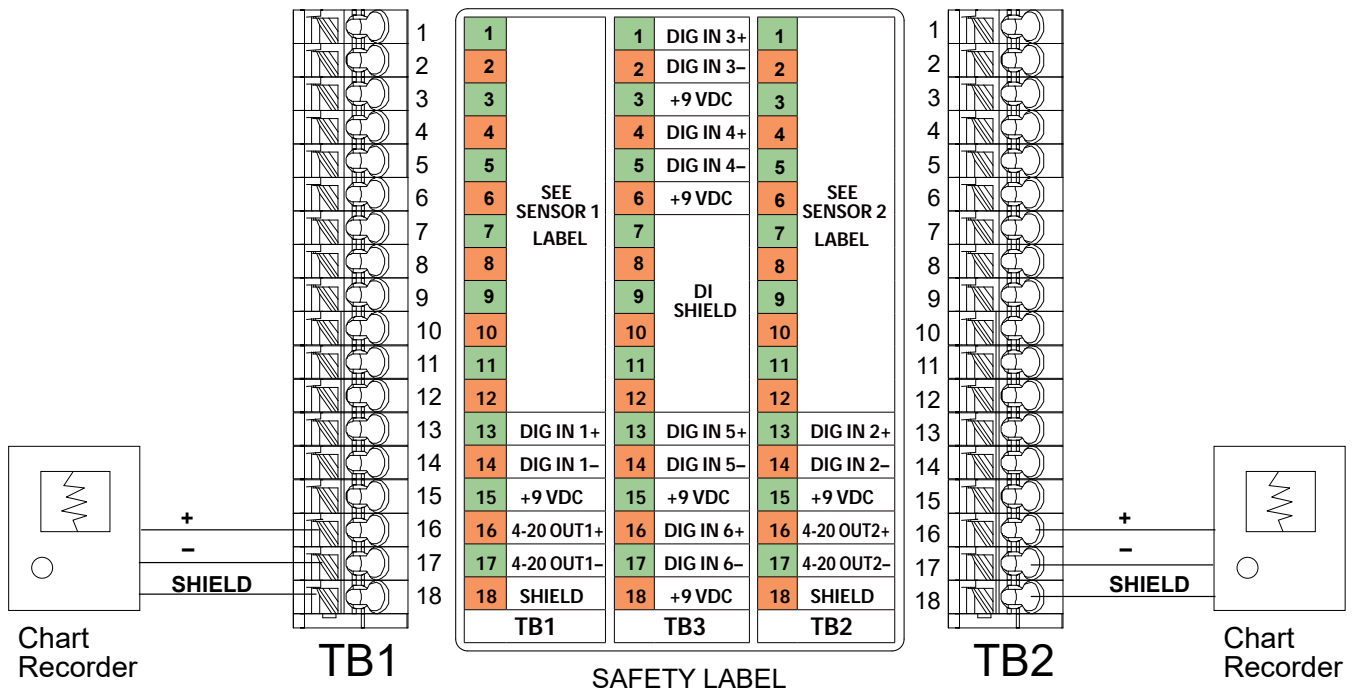 1
2
3
4
5
6
7
8
9
10
11
12
13
14
15
16
17
18
TB1
+
−
SHIELD
Chart
Recorder
1
2
3
4
5
6
7
8
9
10
11
12
SEE
SENSOR 1
LABEL
13 DIG IN 1+
14 DIG IN 1−
15 +9 VDC
16 4-20 OUT1+
17 4-20 OUT1−
18 SHIELD
TB1
1 DIG IN 3+
2 DIG IN 3−
3 +9 VDC
4 DIG IN 4+
5 DIG IN 4−
6 +9 VDC
7
8
9
10
11
12
DI
SHIELD
13 DIG IN 5+
14 DIG IN 5−
15 +9 VDC
16 DIG IN 6+
17 DIG IN 6−
18 +9 VDC
TB3
1
2
3
4
5
6
7
8
9
10
11
12
SEE
SENSOR 2
LABEL
13 DIG IN 2+
14 DIG IN 2−
15 +9 VDC
16 4-20 OUT2+
17 4-20 OUT2−
18 SHIELD
TB2
SAFETY LABEL
1
2
3
4
5
6
7
8
9
10
11
12
13
14
15
16
17
18
TB2
+
−
SHIELD
Chart
Recorder